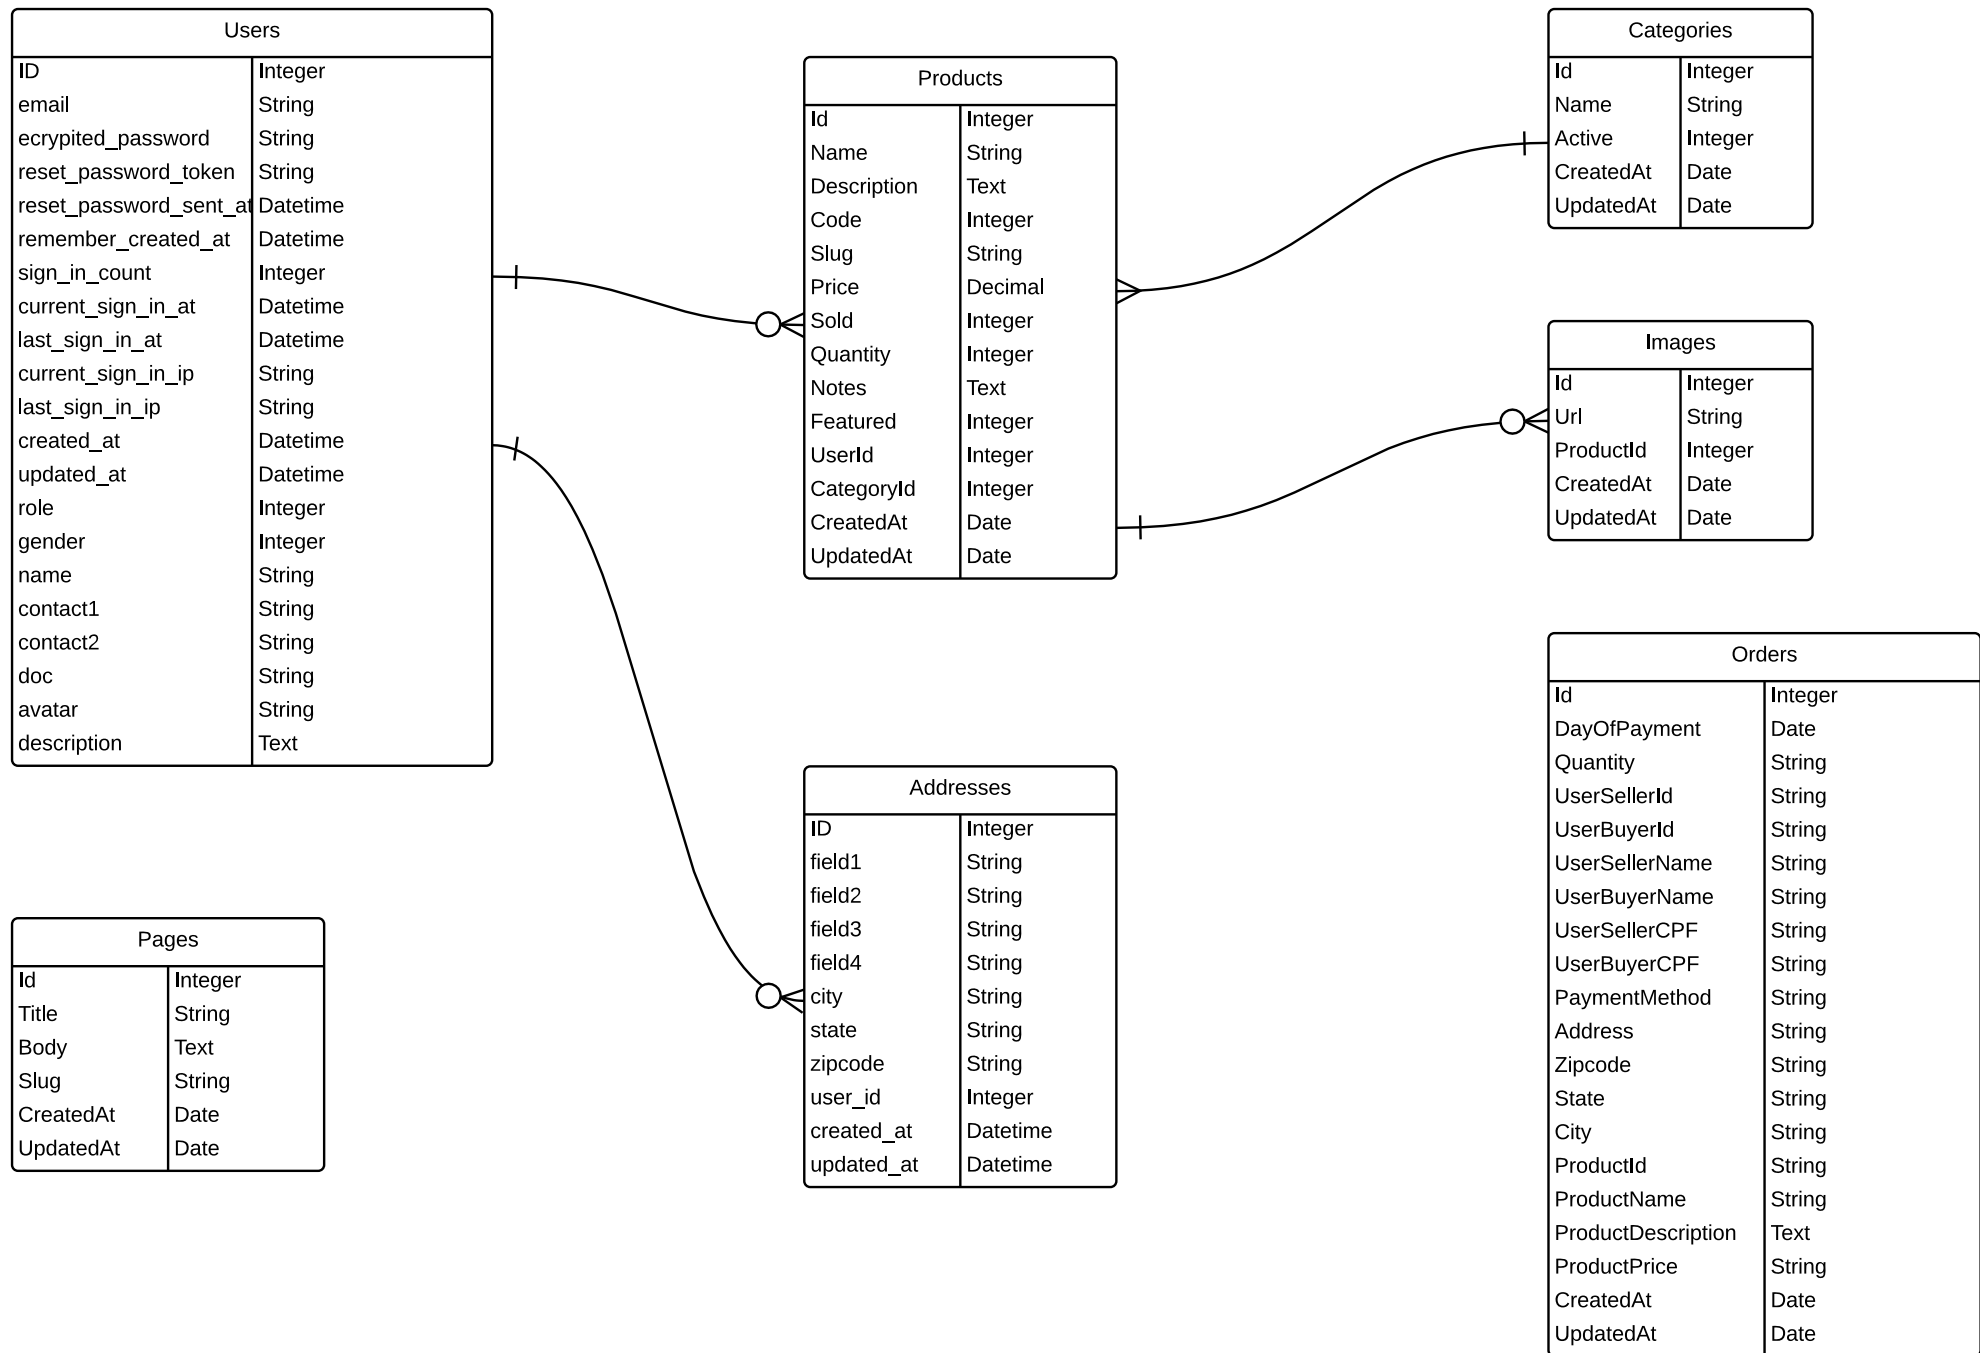 Users
ID Integer
email String
ecrypited_password String
reset_password_token String
reset_password_sent_at Datetime
remember_created_at Datetime
sign_in_count Integer
current_sign_in_at Datetime
last_sign_in_at Datetime
current_sign_in_ip String
last_sign_in_ip String
created_at Datetime
updated_at Datetime
role Integer
gender Integer
name String
contact1 String
contact2 String
doc String
avatar String
description Text
Products
Id Integer
Name String
Description Text
Code Integer
Slug String
Price Decimal
Sold Integer
Quantity Integer
Notes Text
Featured Integer
UserId Integer
CategoryId Integer
CreatedAt Date
UpdatedAt Date
Categories
Id Integer
Name String
Active Integer
CreatedAt Date
UpdatedAt Date
Images
Id Integer
Url String
ProductId Integer
CreatedAt Date
UpdatedAt Date
Pages
Id Integer
Title String
Body Text
Slug String
CreatedAt Date
UpdatedAt Date
Addresses
ID Integer
field1 String
field2 String
field3 String
field4 String
city String
state String
zipcode String
user_id Integer
created_at Datetime
updated_at Datetime
Orders
Id Integer
DayOfPayment Date
Quantity String
UserSellerId String
UserBuyerId String
UserSellerName String
UserBuyerName String
UserSellerCPF String
UserBuyerCPF String
PaymentMethod String
Address String
Zipcode String
State String
City String
ProductId String
ProductName String
ProductDescription Text
ProductPrice String
CreatedAt Date
UpdatedAt Date